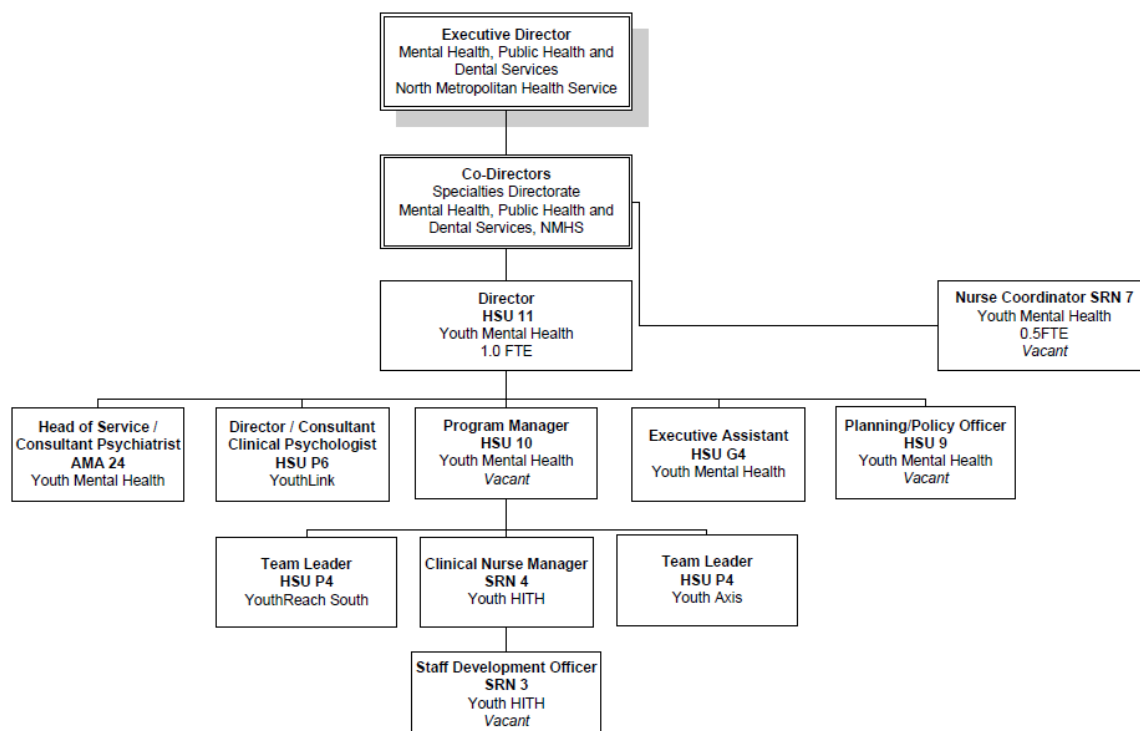 Executive Director
Mental Health, Public Health and
Dental Services
North Metropolitan Health Service
Co-Directors
Specialties Directorate
Mental Health, Public Health and
Dental Services, NMHS
Director
HSU 11
Youth Mental Health
1.0 FTE
Nurse Coordinator SRN 7
Youth Mental Health
0.5FTE
Vacant
Head of Service /
Consultant Psychiatrist
AMA 24
Youth Mental Health
Director / Consultant
Clinical Psychologist
HSU P6
YouthLink
Program Manager
HSU 10
Youth Mental Health
Vacant
Executive Assistant
HSU G4
Youth Mental Health
Planning/Policy Officer
HSU 9
Youth Mental Health
Vacant
Team Leader
HSU P4
YouthReach South
Clinical Nurse Manager
SRN 4
Youth HITH
Team Leader
HSU P4
Youth Axis
Staff Development Officer
SRN 3
Youth HITH
Vacant